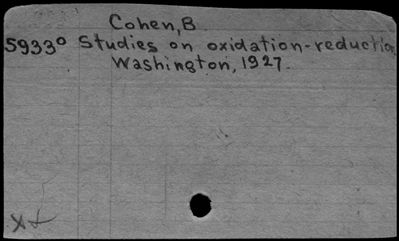 Cohen, B
5933° Studies on oxidation-reduction
Washington, 1927.